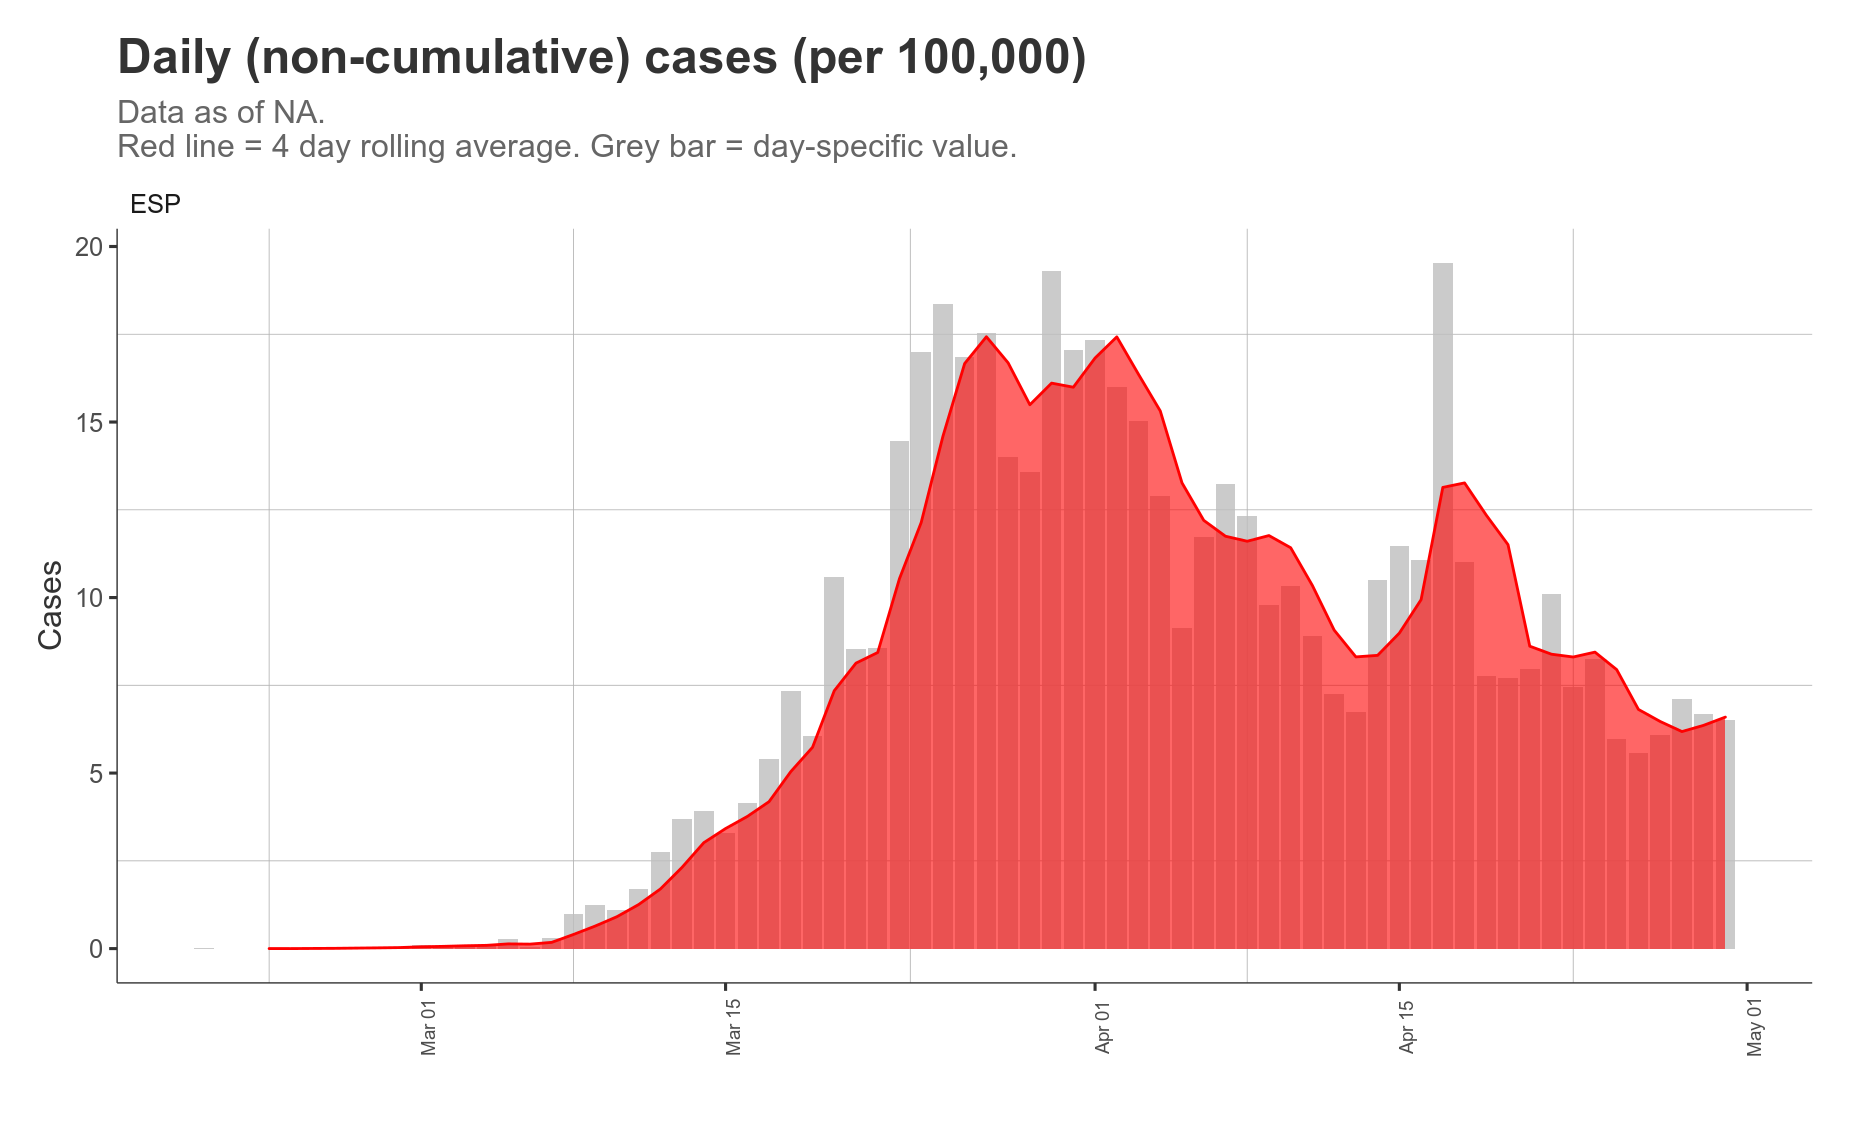 Daily (non-cumulative) cases (per 100,000)
Data as of NA.
Red line = 4 day rolling average. Grey bar = day-specific value.
ESP
20
15
10
5
0
Cases
Mar 01
Mar 15
Apr 01
Apr 15
May 01